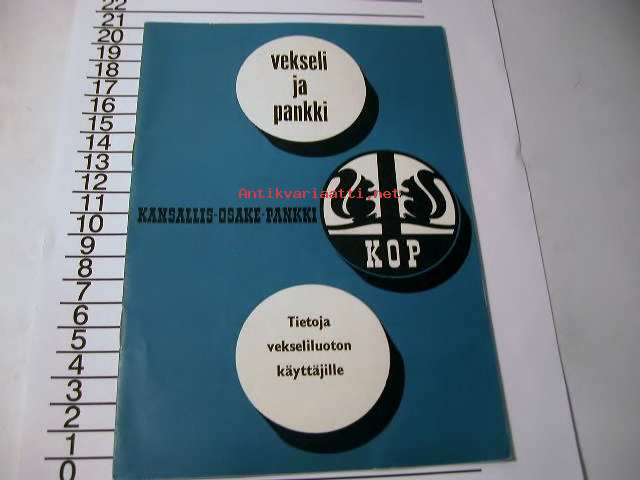 vekseli
ja
pankki
Antikvariaatti.net
KANSALLIS-OSAKE-PANKKI
KOP
Tietoja
vekseliluoton
käyttäjille
22
21
20
19
18
17
16
15
14
13
12
11
10
9
8
7
6
5
4
3
2
1
0